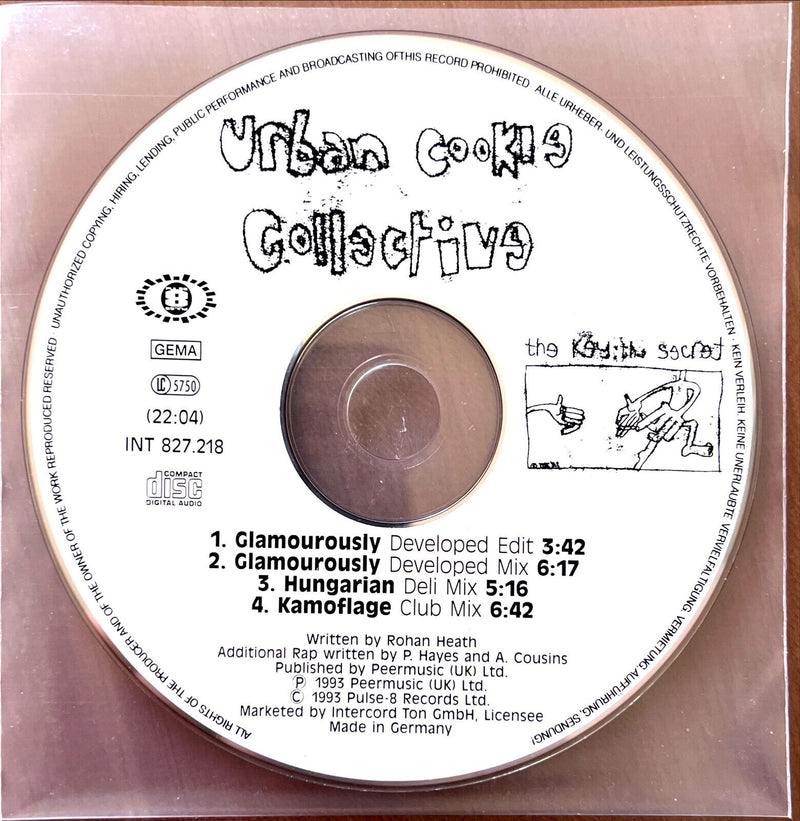 urban cookie
collective
the key: the secret
8
GEMA
LC 5750
(22:04)
INT 827.218
COMPACT
disc
DIGITAL AUDIO
1. Glamourously Developed Edit 3:42
2. Glamourously Developed Mix 6:17
3. Hungarian Deli Mix 5:16
4. Kamoflage Club Mix 6:42
Written by Rohan Heath
Additional Rap written by P. Hayes and A. Cousins
Published by Peermusic (UK) Ltd.
Ⓟ 1993 Peermusic (UK) Ltd.
© 1993 Pulse-8 Records Ltd.
Marketed by Intercord Ton GmbH, Licensee
Made in Germany
ALL RIGHTS OF THE PRODUCER AND OF THE OWNER OF THE WORK REPRODUCED RESERVED · UNAUTHORIZED COPYING, HIRING, LENDING, PUBLIC PERFORMANCE AND BROADCASTING OFTHIS RECORD PROHIBITED · ALLE URHEBER- UND LEISTUNGSSCHUTZRECHTE VORBEHALTEN · KEIN VERLEIH, KEINE UNERLAUBTE VERVIELFALTIGUNG, VERMIETUNG, AUFFUHRUNG, SENDUNG!